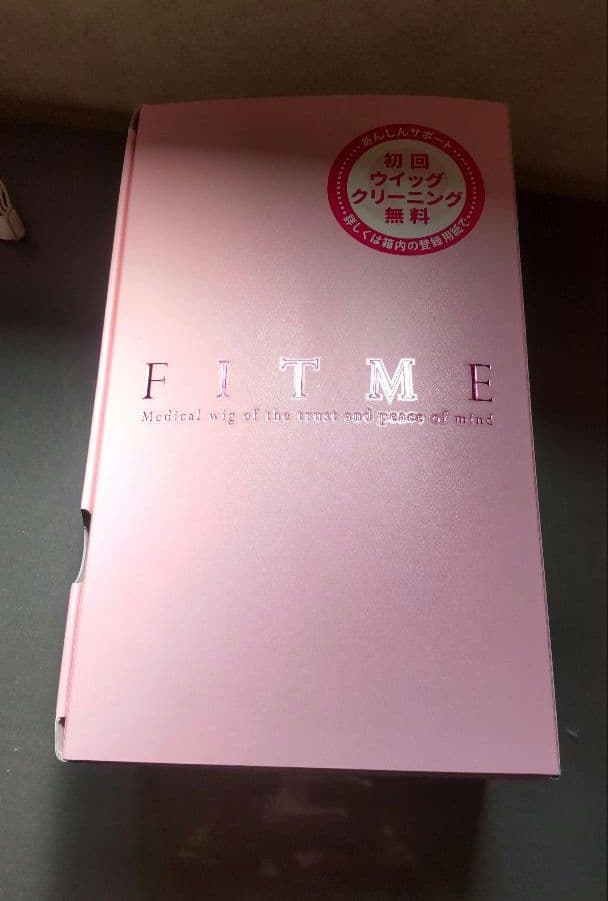 あんしんサポート
初回
ウイッグ
クリーニング
無料
詳しくは箱内の登録用紙で
FITME
Medical wig of the trust and peace of mind